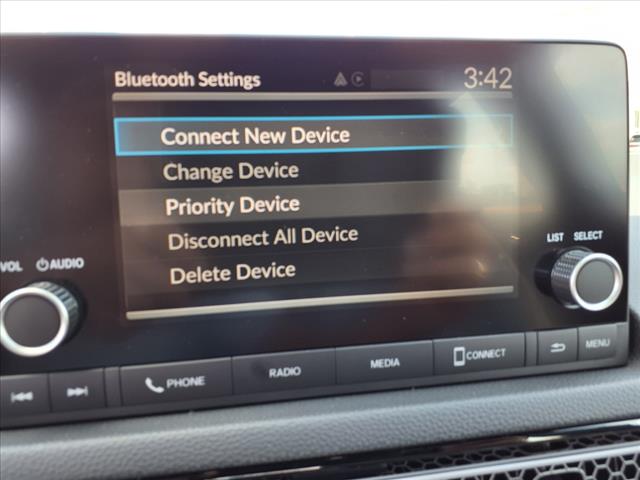 Bluetooth Settings 3:42
Connect New Device
Change Device
Priority Device
Disconnect All Device
Delete Device
VOL AUDIO
LIST SELECT
PHONE RADIO MEDIA CONNECT MENU